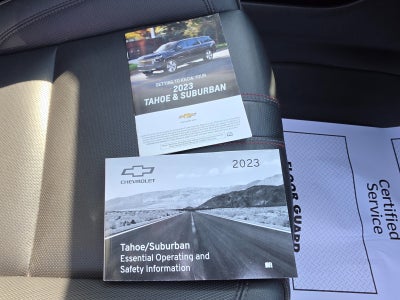 GETTING TO KNOW YOUR
2023
TAHOE & SUBURBAN
CHEVROLET
2023
Tahoe/Suburban
Essential Operating and
Safety Information
FLOOR GUARD
Certified
Service